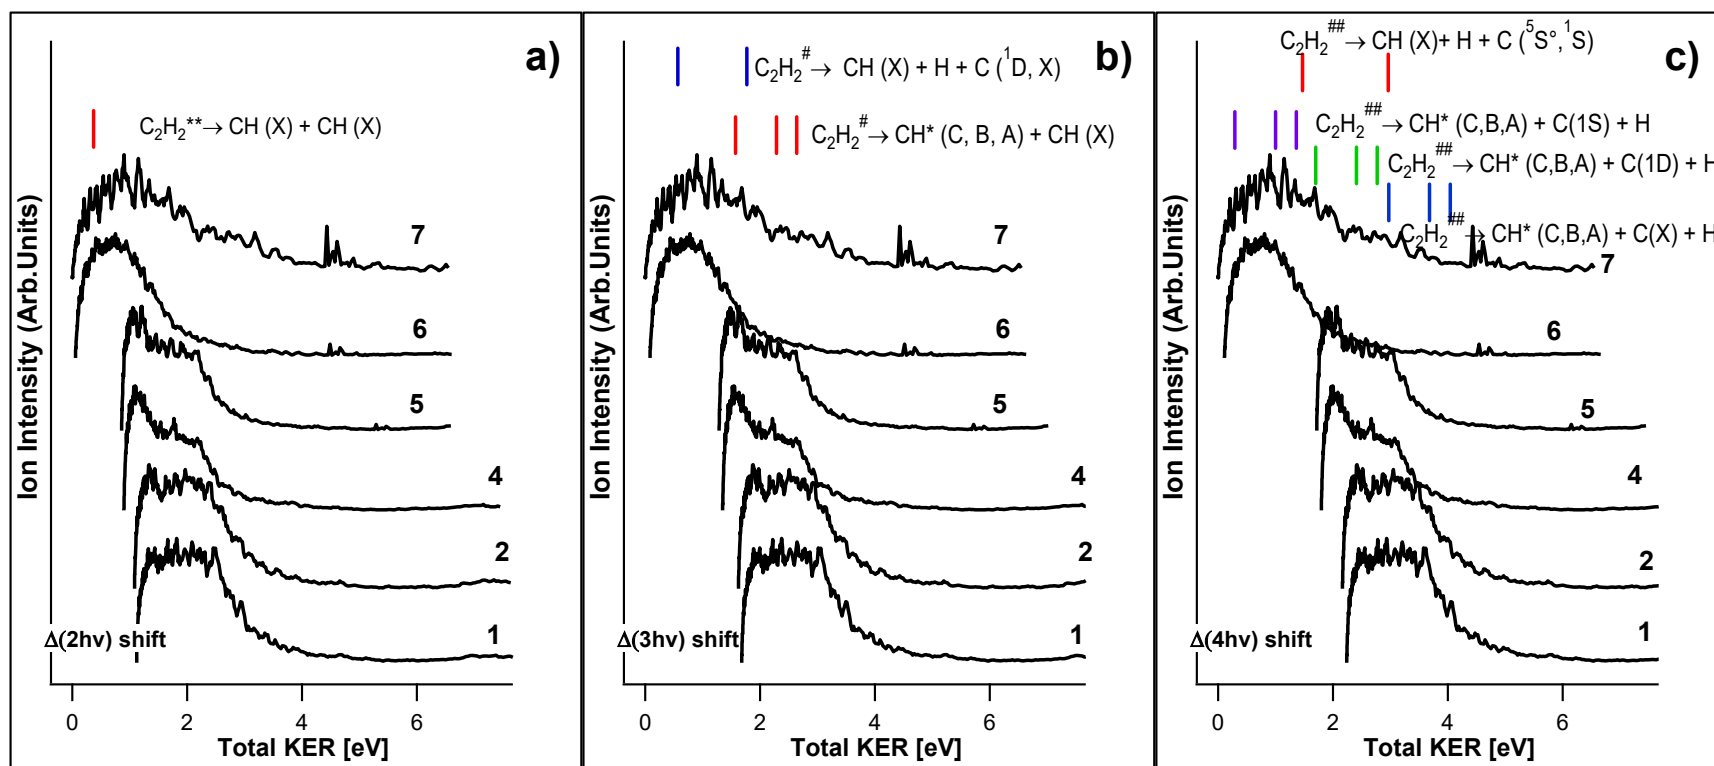 a)
C₂H₂**→ CH (X) + CH (X)
7
6
5
4
2
1
Δ(2hv) shift
Ion Intensity (Arb.Units)
0 2 4 6
Total KER [eV]
b)
C₂H₂#→ CH (X) + H + C (¹D, X)
C₂H₂#→ CH* (C, B, A) + CH (X)
7
6
5
4
2
1
Δ(3hv) shift
Ion Intensity (Arb.Units)
0 2 4 6
Total KER [eV]
C₂H₂##→ CH (X)+ H + C (⁵S°,¹S)
c)
C₂H₂##→ CH* (C,B,A) + C(1S) + H
C₂H₂##→ CH* (C,B,A) + C(1D) + H
C₂H₂##→ CH* (C,B,A) + C(X) + H
7
6
5
4
2
1
Δ(4hv) shift
Ion Intensity (Arb.Units)
0 2 4 6
Total KER [eV]